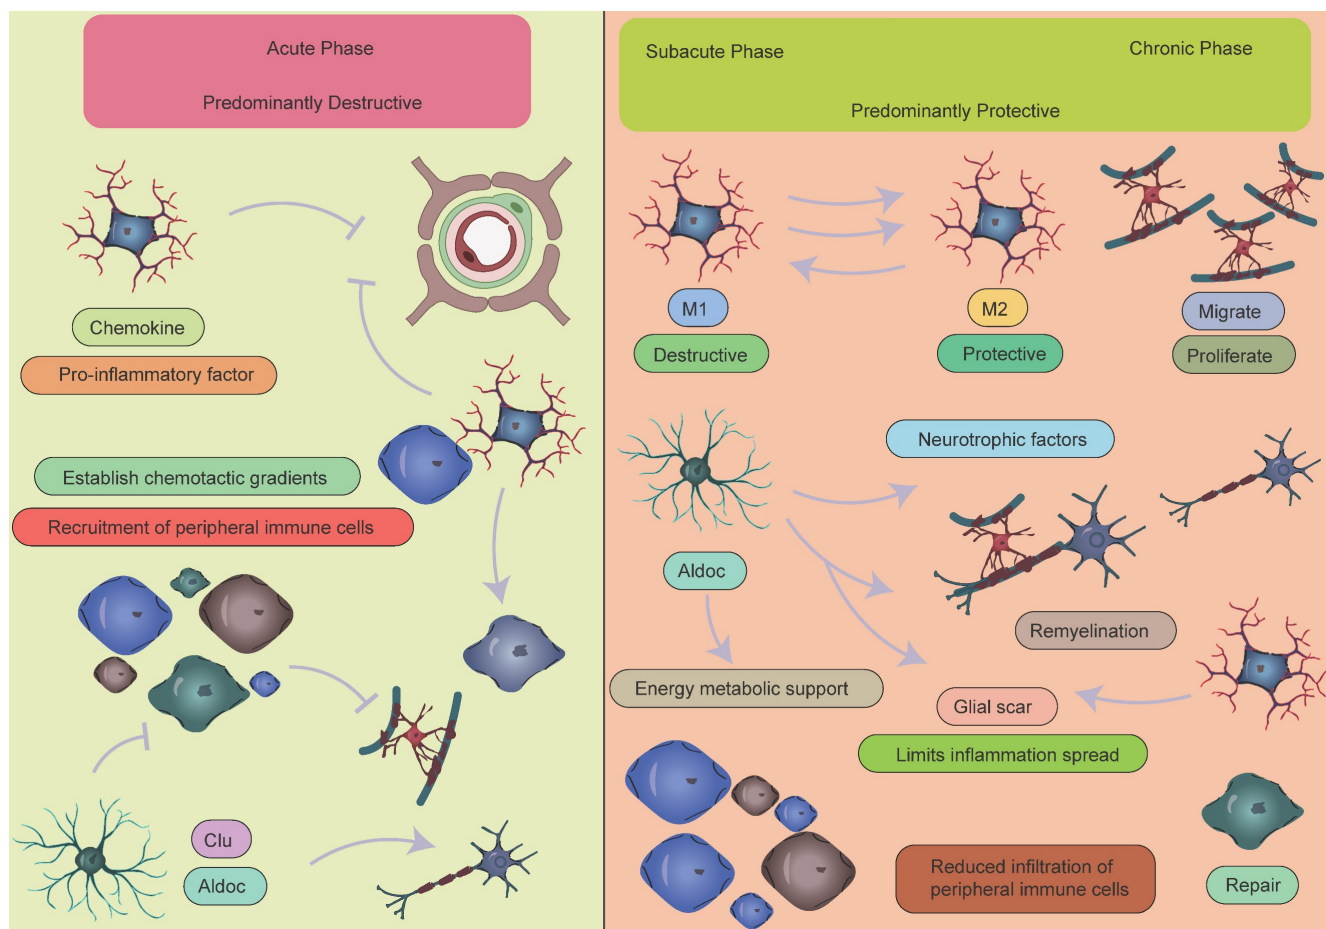 Acute Phase
Predominantly Destructive
Chemokine
Pro-inflammatory factor
Establish chemotactic gradients
Recruitment of peripheral immune cells
Clu
Aldoc
Subacute Phase
Chronic Phase
Predominantly Protective
M1
Destructive
M2
Protective
Migrate
Proliferate
Neurotrophic factors
Aldoc
Remyelination
Energy metabolic support
Glial scar
Limits inflammation spread
Reduced infiltration of
peripheral immune cells
Repair